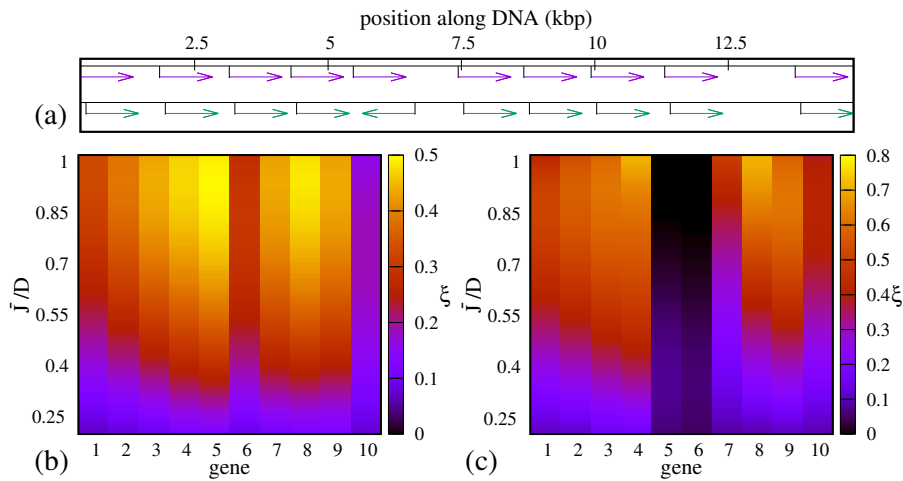 position along DNA (kbp)
2.5 5 7.5 10 12.5
(a)
1 0.85 0.7 0.55 0.4 0.25
J̄ /D
1 2 3 4 5 6 7 8 9 10
gene
(b)
0.5 0.4 0.3 0.2 0.1 0
ξ
1 0.85 0.7 0.55 0.4 0.25
J̄ /D
1 2 3 4 5 6 7 8 9 10
gene
(c)
0.8 0.7 0.6 0.5 0.4 0.3 0.2 0.1 0
ξ